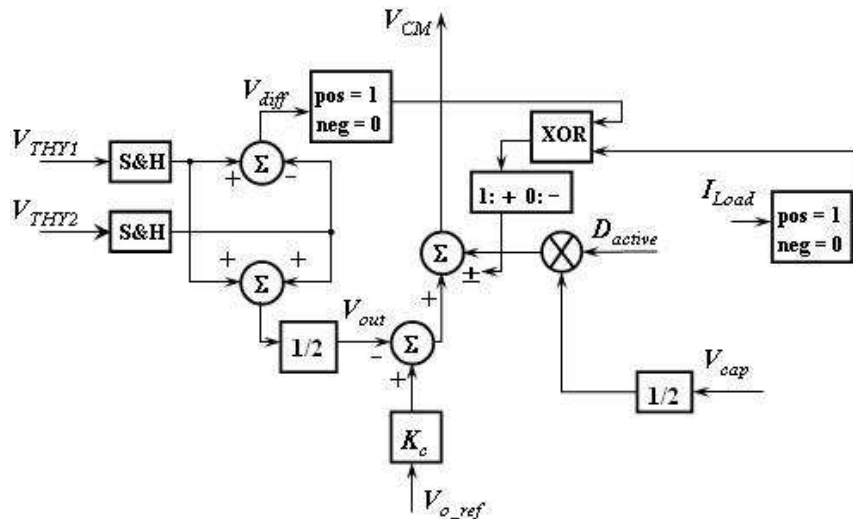 V_CM
V_diff
pos = 1
neg = 0
V_THY1
S&H
+
Σ
−
XOR
1: + 0: −
I_Load
pos = 1
neg = 0
V_THY2
S&H
+
+
Σ
Σ
±
D_active
+
1/2
V_out
−
Σ
+
V_cap
1/2
K_c
V_o_ref